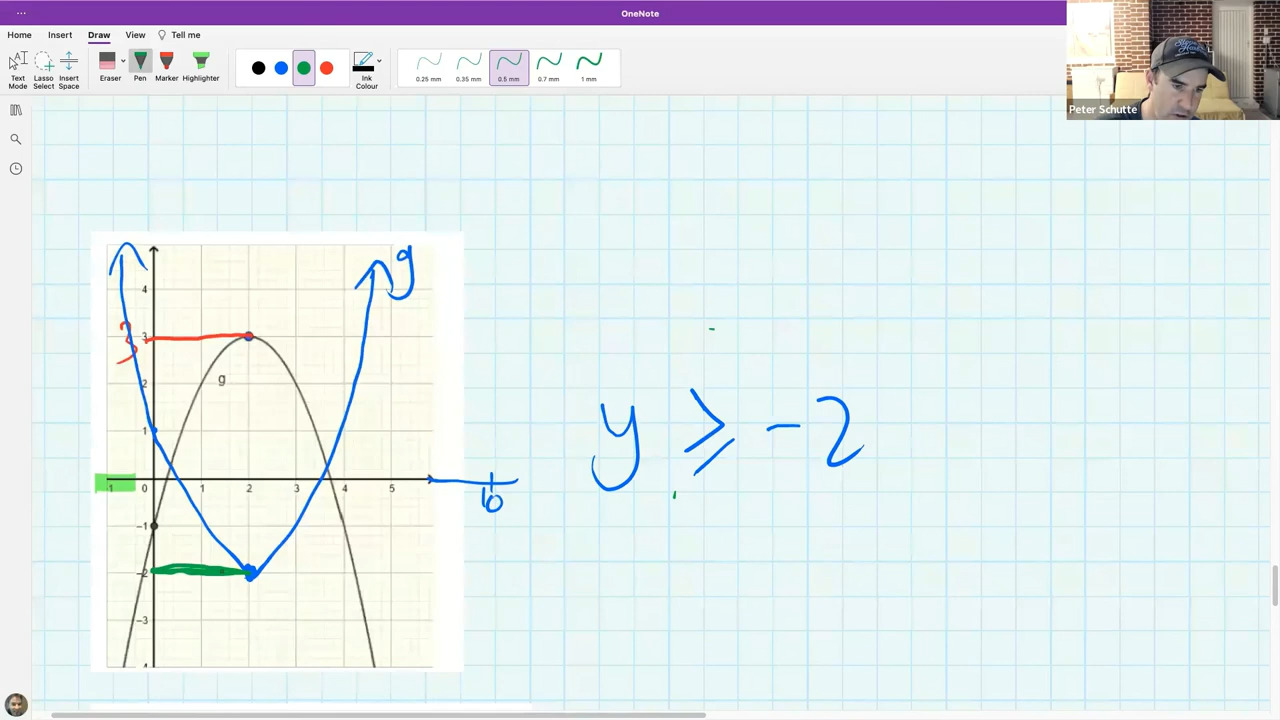 OneNote
Home Insert Draw View Tell me
Text Mode
Lasso Select
Insert Space
Eraser
Pen
Marker
Highlighter
0.25 mm
0.35 mm
0.5 mm
0.7 mm
1 mm
Colour
Peter Schutte
g
4
3
3
2
g
1
-1 0 1 2 4 5
6
-1
-2
-3
y ≥ -2